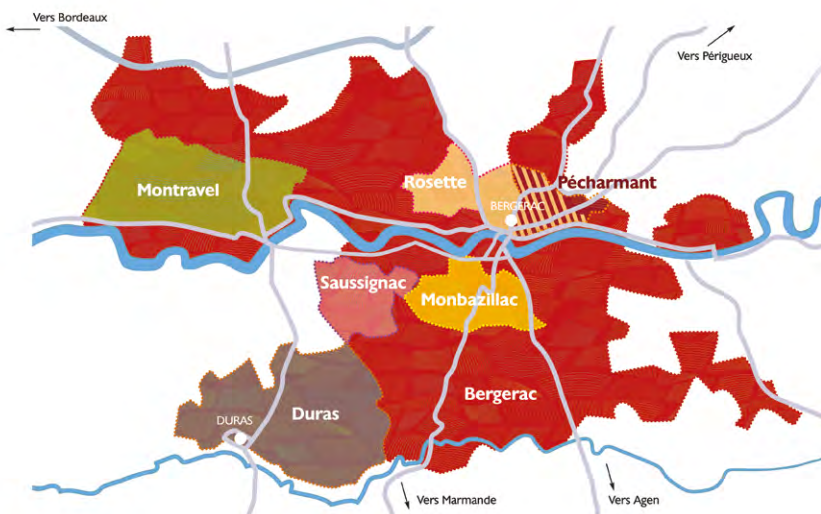 Vers Bordeaux
Vers Périgueux
Montravel
Rosette
Pécharmant
BERGERAC
Saussignac
Monbazillac
Bergerac
Duras
DURAS
Vers Marmande
Vers Agen